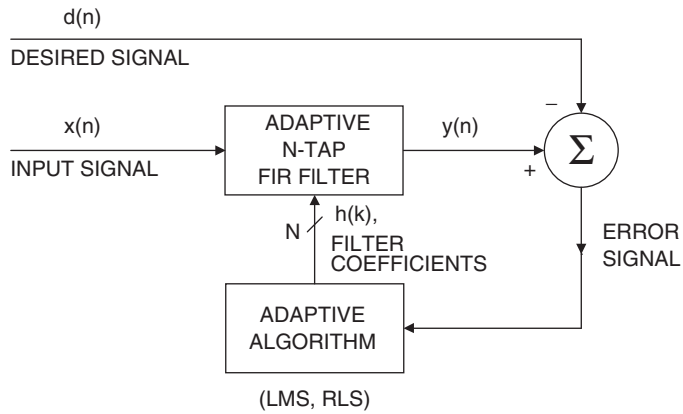 d(n)
DESIRED SIGNAL
–
x(n)
INPUT SIGNAL
ADAPTIVE
N-TAP
FIR FILTER
y(n)
+
Σ
N
h(k),
FILTER
COEFFICIENTS
ERROR
SIGNAL
ADAPTIVE
ALGORITHM
(LMS, RLS)